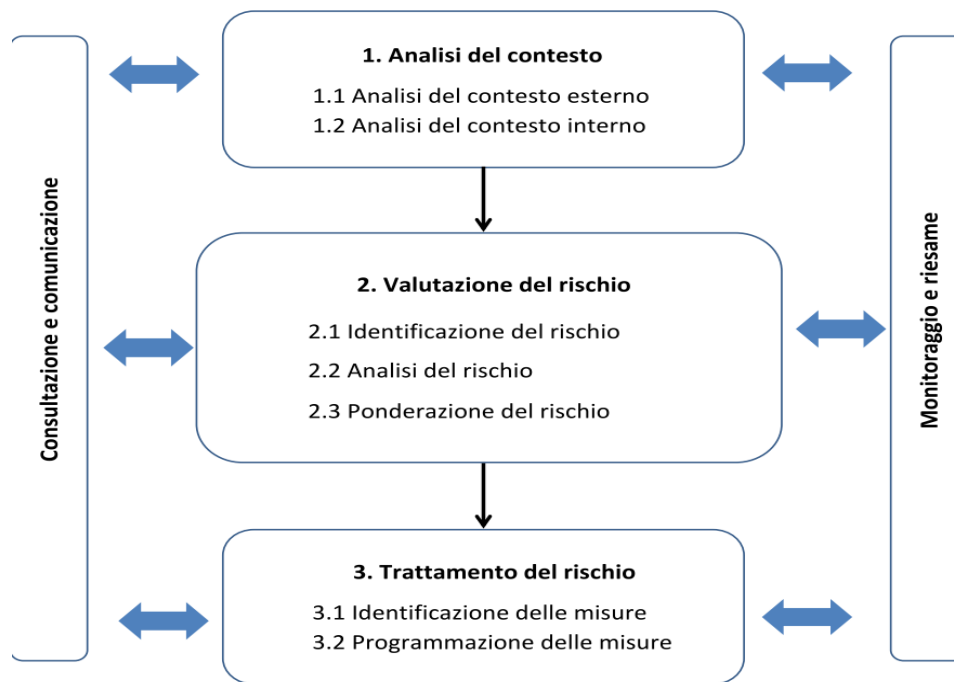 Consultazione e comunicazione
1. Analisi del contesto
1.1 Analisi del contesto esterno
1.2 Analisi del contesto interno
2. Valutazione del rischio
2.1 Identificazione del rischio
2.2 Analisi del rischio
2.3 Ponderazione del rischio
3. Trattamento del rischio
3.1 Identificazione delle misure
3.2 Programmazione delle misure
Monitoraggio e riesame